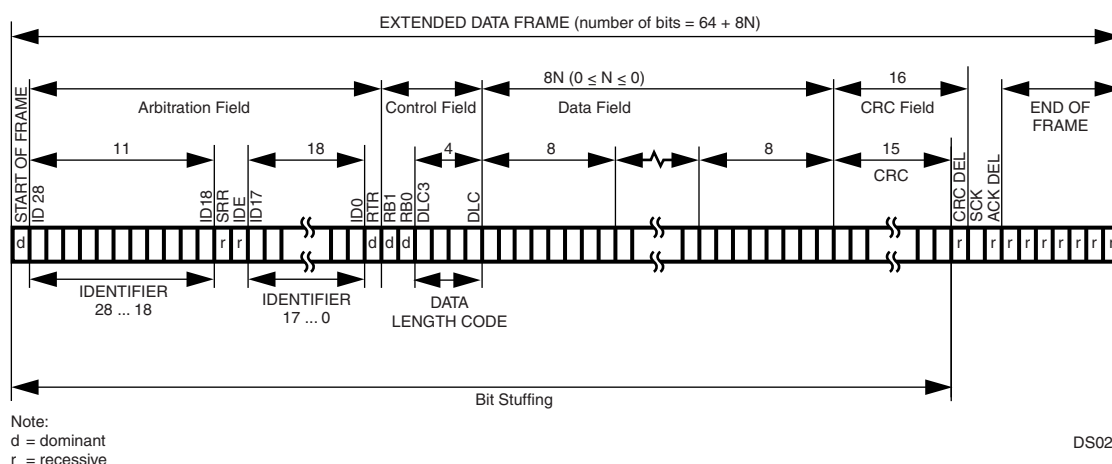 EXTENDED DATA FRAME (number of bits = 64 + 8N)
8N (0 ≤ N ≤ 0)
16
Arbitration Field
Control Field
Data Field
CRC Field
END OF
FRAME
11
18
4
8
8
15
CRC
START OF FRAME
ID 28
ID18
SRR
IDE
ID17
ID0
RTR
RB1
RB0
DLC3
DLC
CRC DEL
SCK
ACK DEL
d
r
r
d
d
d
r
r
r
r
r
r
r
r
r
IDENTIFIER
28 ... 18
IDENTIFIER
17 ... 0
DATA
LENGTH CODE
Bit Stuffing
Note:
d = dominant
r = recessive
DS02